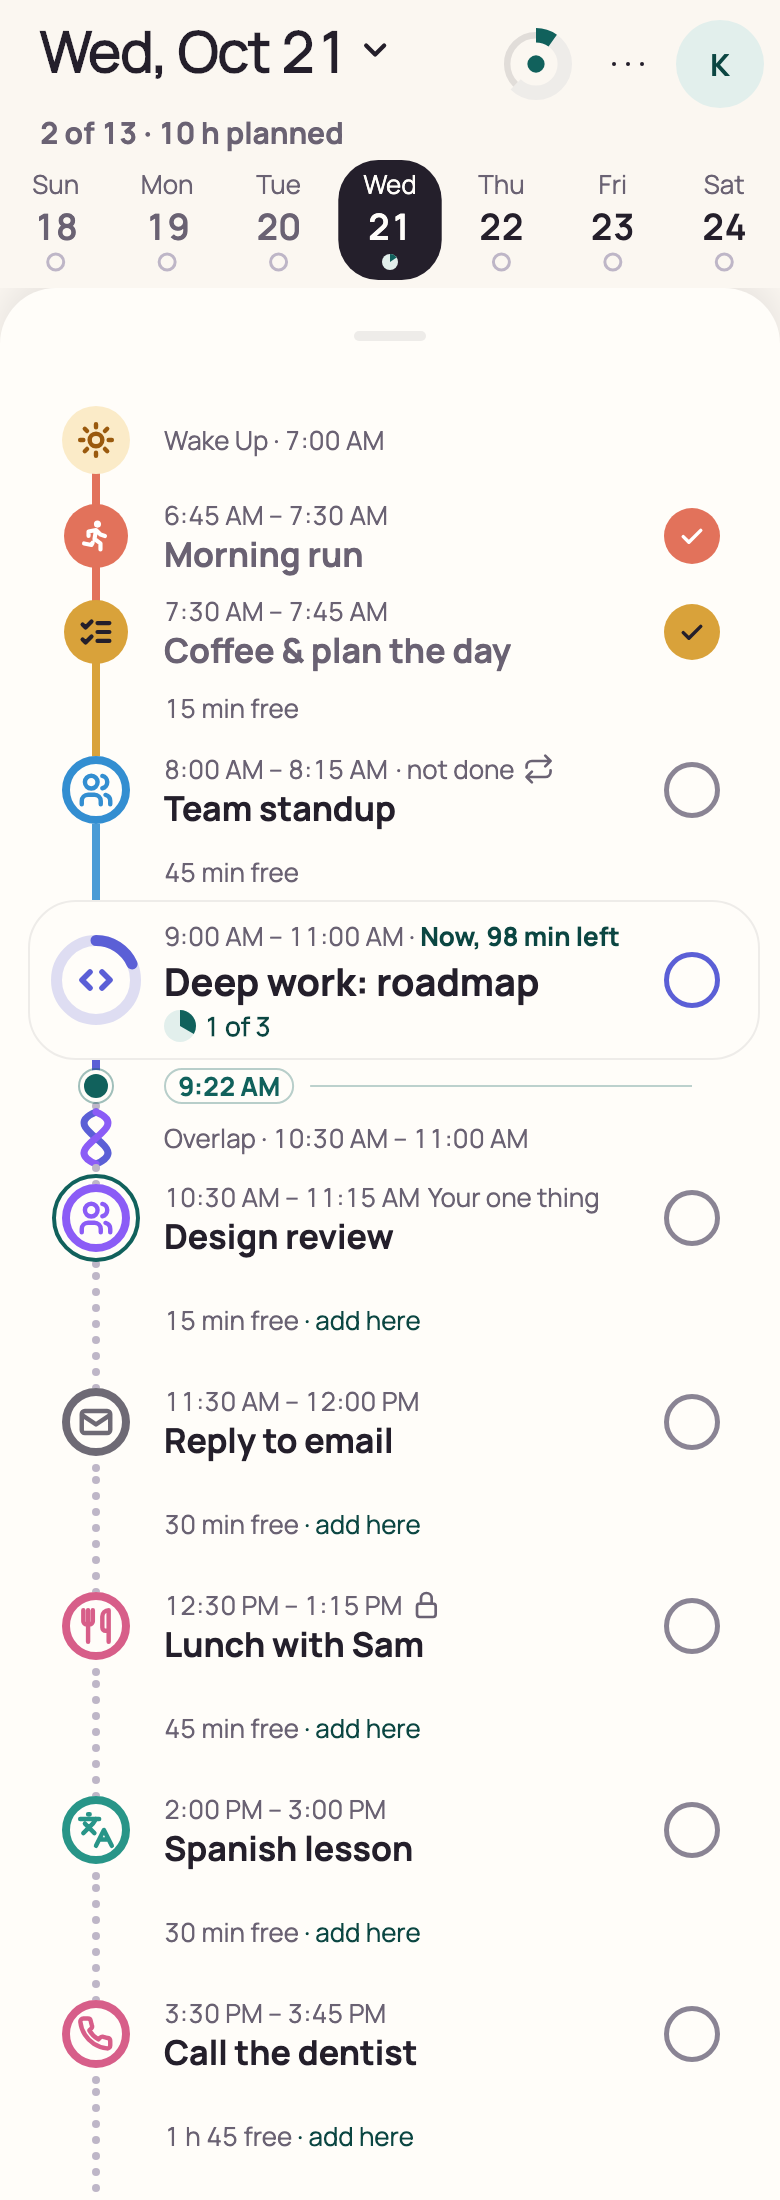 Wed, Oct 21
K
2 of 13 · 10 h planned
Sun Mon Tue Wed Thu Fri Sat
18 19 20 21 22 23 24
Wake Up · 7:00 AM
6:45 AM – 7:30 AM
Morning run
7:30 AM – 7:45 AM
Coffee & plan the day
15 min free
8:00 AM – 8:15 AM · not done
Team standup
45 min free
9:00 AM – 11:00 AM · Now, 98 min left
Deep work: roadmap
1 of 3
9:22 AM
Overlap · 10:30 AM – 11:00 AM
10:30 AM – 11:15 AM Your one thing
Design review
15 min free · add here
11:30 AM – 12:00 PM
Reply to email
30 min free · add here
12:30 PM – 1:15 PM
Lunch with Sam
45 min free · add here
2:00 PM – 3:00 PM
Spanish lesson
30 min free · add here
3:30 PM – 3:45 PM
Call the dentist
1 h 45 free · add here